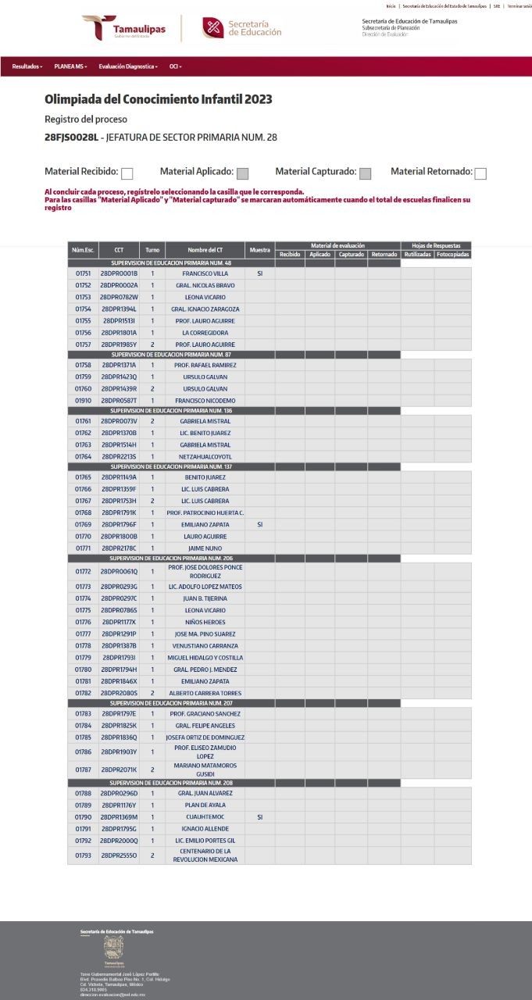 Inicio | Secretaría de Educación del Estado de Tamaulipas | SITE | Terminar sesió
Tamaulipas
Gobierno del Estado
Secretaría
de Educación
Secretaría de Educación de Tamaulipas
Subsecretaría de Planeación
Dirección de Evaluación
Resultados PLANEA MS Evaluación Diagnostica OCI
Olimpiada del Conocimiento Infantil 2023
Registro del proceso
28FJS0028L - JEFATURA DE SECTOR PRIMARIA NUM. 28
Material Recibido: Material Aplicado: Material Capturado: Material Retornado:
Al concluir cada proceso, regístrelo seleccionando la casilla que le corresponda.
Para las casillas "Material Aplicado" y "Material capturado" se marcaran automáticamente cuando el total de escuelas finalicen su
registro
Núm.Esc. CCT Turno Nombre del CT Muestra Material de evaluación Hojas de Respuestas
Recibido Aplicado Capturado Retornado Rutilizadas Fotocopiadas
SUPERVISION DE EDUCACION PRIMARIA NUM. 48
01751 28DPR0001B 1 FRANCISCO VILLA SI
01752 28DPR0002A 1 GRAL. NICOLAS BRAVO
01753 28DPR0782W 1 LEONA VICARIO
01754 28DPR1394L 1 GRAL. IGNACIO ZARAGOZA
01755 28DPR1513I 1 PROF. LAURO AGUIRRE
01756 28DPR1801A 1 LA CORREGIDORA
01757 28DPR1985Y 2 PROF. LAURO AGUIRRE
SUPERVISION DE EDUCACION PRIMARIA NUM. 87
01758 28DPR1371A 1 PROF. RAFAEL RAMIREZ
01759 28DPR1423Q 1 URSULO GALVAN
01760 28DPR1439R 2 URSULO GALVAN
01910 28DPR0587T 1 FRANCISCO NICODEMO
SUPERVISION DE EDUCACION PRIMARIA NUM. 136
01761 28DPR0073V 2 GABRIELA MISTRAL
01762 28DPR1370B 1 LIC. BENITO JUAREZ
01763 28DPR1514H 1 GABRIELA MISTRAL
01764 28DPR2213S 1 NETZAHUALCOYOTL
SUPERVISION DE EDUCACION PRIMARIA NUM. 137
01765 28DPR1149A 1 BENITO JUAREZ
01766 28DPR1359F 1 LIC. LUIS CABRERA
01767 28DPR1753H 2 LIC. LUIS CABRERA
01768 28DPR1791K 1 PROF. PATROCINIO HUERTA C.
01769 28DPR1796F 1 EMILIANO ZAPATA SI
01770 28DPR1800B 1 LAURO AGUIRRE
01771 28DPR2178C 1 JAIME NUNO
SUPERVISION DE EDUCACION PRIMARIA NUM. 206
01772 28DPR0061Q 1 PROF. JOSE DOLORES PONCE
RODRIGUEZ
01773 28DPR0293G 1 LIC. ADOLFO LOPEZ MATEOS
01774 28DPR0297C 1 JUAN B. TIJERINA
01775 28DPR0786S 1 LEONA VICARIO
01776 28DPR1177X 1 NIÑOS HEROES
01777 28DPR1291P 1 JOSE MA. PINO SUAREZ
01778 28DPR1387B 1 VENUSTIANO CARRANZA
01779 28DPR1793I 1 MIGUEL HIDALGO Y COSTILLA
01780 28DPR1794H 1 GRAL. PEDRO J. MENDEZ
01781 28DPR1846X 1 EMILIANO ZAPATA
01782 28DPR2080S 2 ALBERTO CARRERA TORRES
SUPERVISION DE EDUCACION PRIMARIA NUM. 207
01783 28DPR1797E 1 PROF. GRACIANO SANCHEZ
01784 28DPR1825K 1 GRAL. FELIPE ANGELES
01785 28DPR1836Q 1 JOSEFA ORTIZ DE DOMINGUEZ
01786 28DPR1903Y 1 PROF. ELISEO ZAMUDIO
LOPEZ
01787 28DPR2071K 2 MARIANO MATAMOROS
GUSIDI
SUPERVISION DE EDUCACION PRIMARIA NUM. 208
01788 28DPR0296D 1 GRAL. JUAN ALVAREZ
01789 28DPR1176Y 1 PLAN DE AYALA
01790 28DPR1369M 1 CUAUHTEMOC SI
01791 28DPR1795G 1 IGNACIO ALLENDE
01792 28DPR2000Q 1 LIC. EMILIO PORTES GIL
01793 28DPR2555O 2 CENTENARIO DE LA
REVOLUCION MEXICANA
Secretaría de Educación de Tamaulipas
Tamaulipas
Torre Gubernamental José López Portillo
Blvd. Praxedis Balboa Piso No. 1, Col. Hidalgo
Cd. Victoria, Tamaulipas, México
834.318.9005